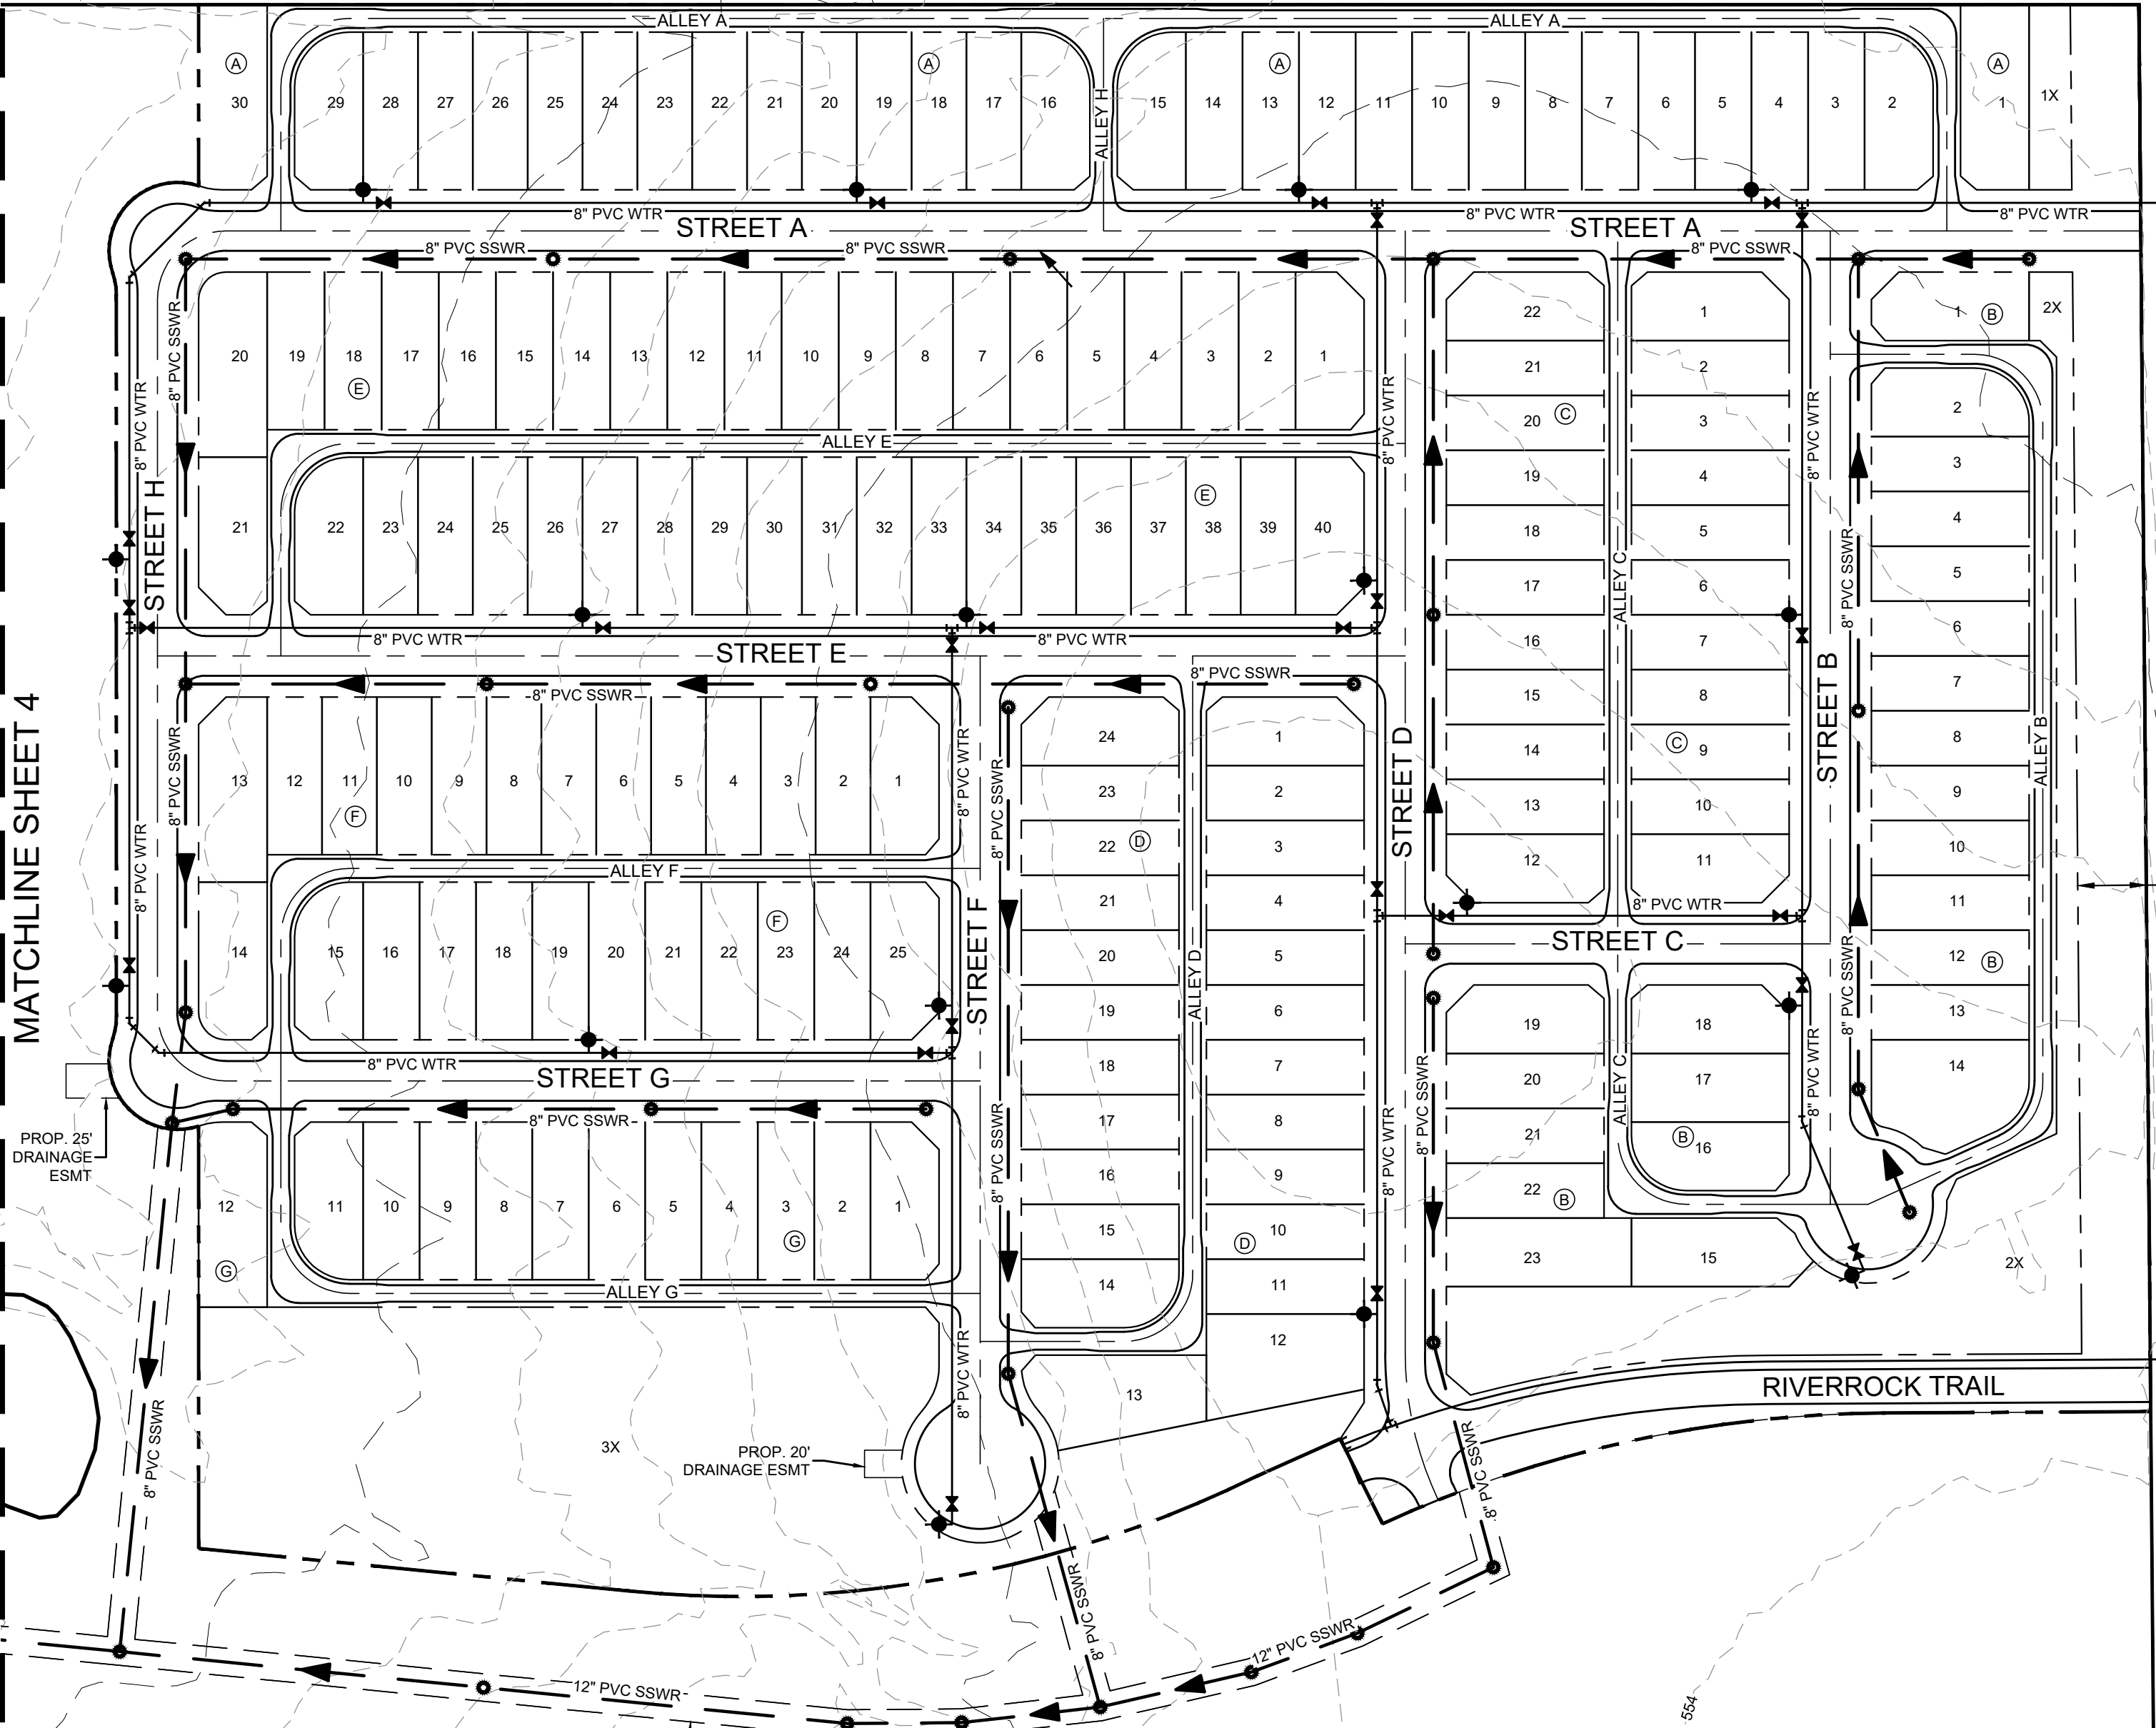 ALLEY A
ALLEY A
A
A
A
A
30
29
28
27
26
25
24
23
22
21
20
19
18
17
16
ALLEY H
15
14
13
12
11
10
9
8
7
6
5
4
3
2
1
1X
8" PVC WTR
8" PVC WTR
8" PVC WTR
STREET A
STREET A
8" PVC SSWR
8" PVC SSWR
8" PVC SSWR
8" PVC SSWR
8" PVC WTR
20
19
18
17
16
15
14
13
12
11
10
9
8
7
6
5
4
3
2
1
E
ALLEY E
E
21
22
23
24
25
26
27
28
29
30
31
32
33
34
35
36
37
38
39
40
STREET H
8" PVC WTR
8" PVC WTR
8" PVC WTR
STREET E
8" PVC SSWR
8" PVC SSWR
22
21
20
19
18
17
16
15
14
13
12
C
ALLEY C
1
2
3
4
5
6
7
8
9
10
11
C
8" PVC WTR
8" PVC WTR
STREET C
STREET B
8" PVC SSWR
8" PVC SSWR
1
B
2X
2
3
4
5
6
7
8
9
10
11
12
B
13
14
ALLEY B
MATCHLINE SHEET 4
8" PVC SSWR
8" PVC WTR
13
12
11
10
9
8
7
6
5
4
3
2
1
F
ALLEY F
F
14
15
16
17
18
19
20
21
22
23
24
25
8" PVC WTR
STREET F
8" PVC WTR
STREET G
8" PVC SSWR
8" PVC SSWR
8" PVC SSWR
24
23
22
D
21
20
19
18
17
16
15
14
13
ALLEY D
1
2
3
4
5
6
7
8
9
10
D
11
12
STREET D
8" PVC WTR
8" PVC SSWR
19
20
21
22
B
23
ALLEY C
18
17
B
16
15
8" PVC WTR
2X
PROP. 25'
DRAINAGE
ESMT
12
G
11
10
9
8
7
6
5
4
3
2
1
G
ALLEY G
8" PVC WTR
3X
PROP. 20'
DRAINAGE ESMT
RIVERROCK TRAIL
8" PVC SSWR
8" PVC SSWR
8" PVC SSWR
8" PVC SSWR
12" PVC SSWR
12" PVC SSWR
554